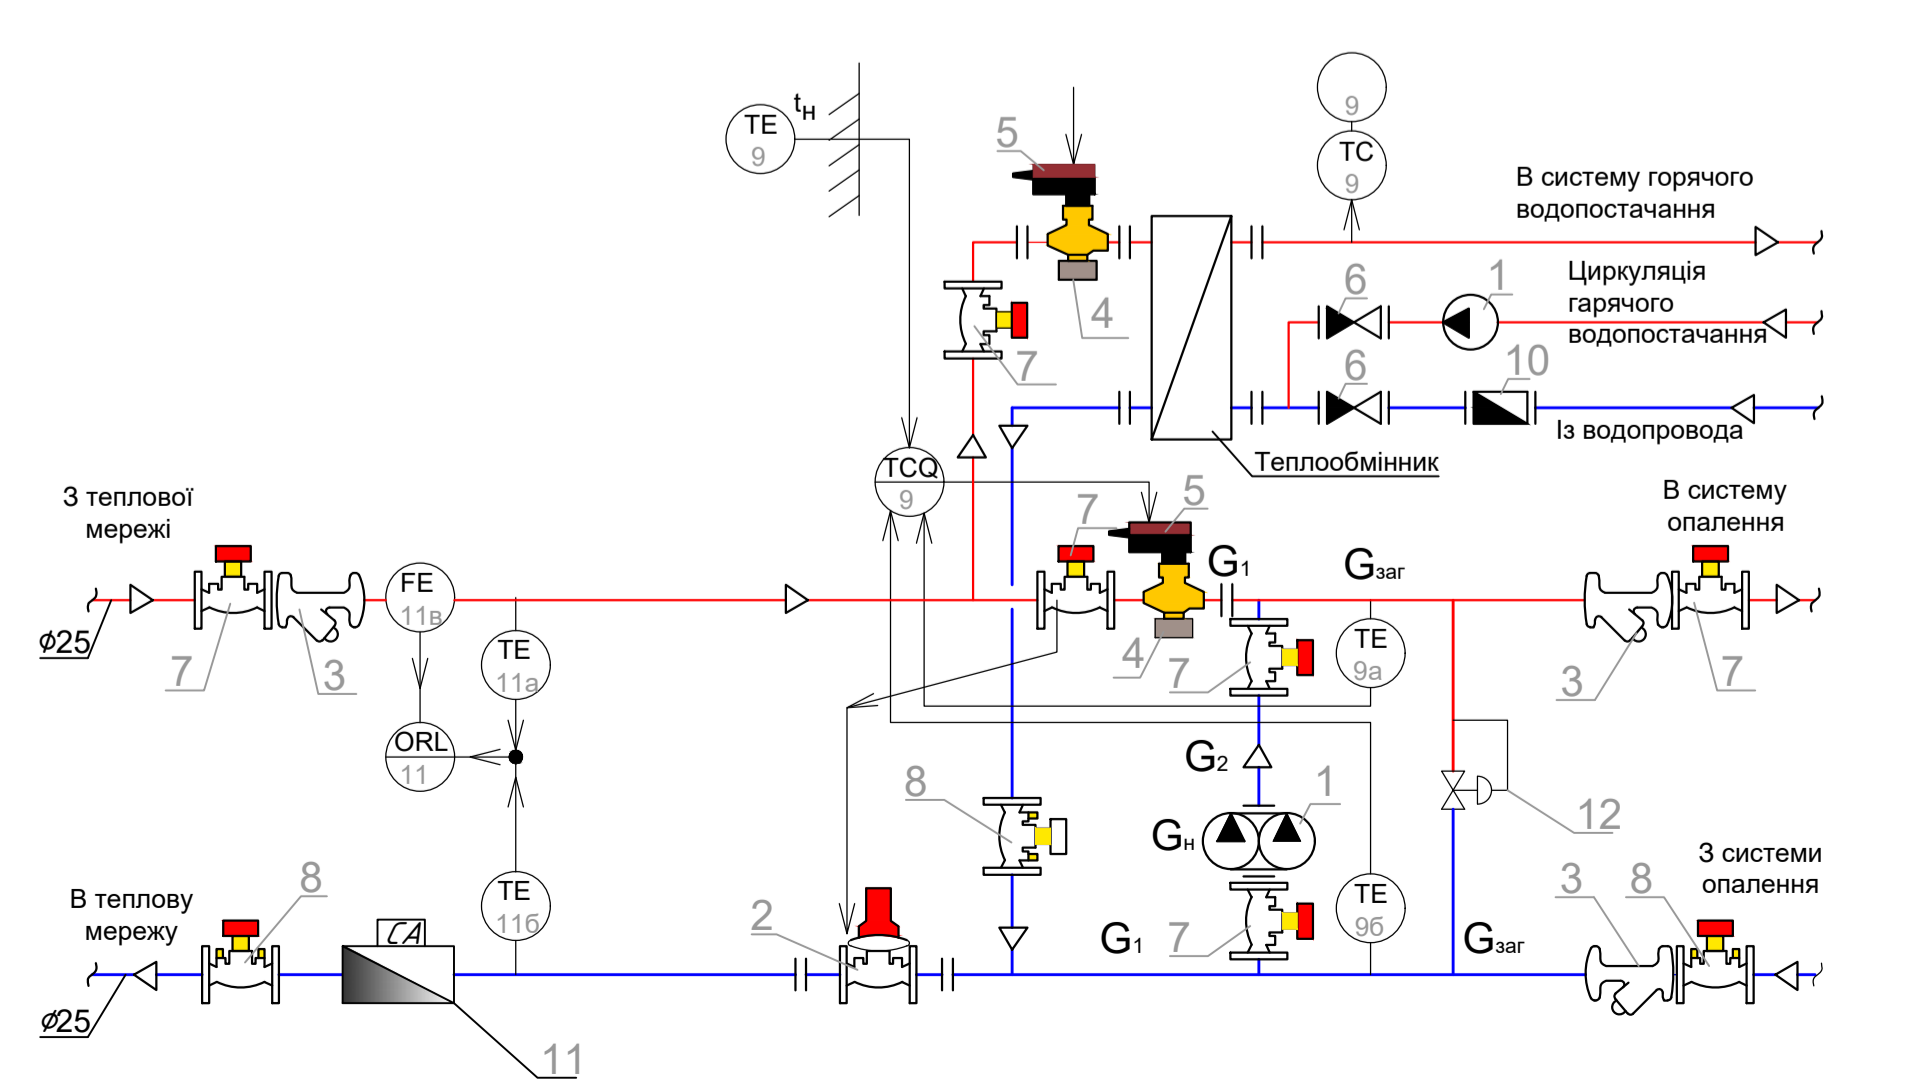 TE
9
tн
5
4
7
9
TC
9
В систему горячого
водопостачання
Циркуляція
гарячого
водопостачання
6
1
6
10
Із водопровода
Теплообмінник
TCQ
9
З теплової
мережі
В систему
опалення
7
5
G1
Gзаг
FE
11в
TE
11а
ø25
7
3
4
7
TE
9а
3
7
ORL
11
G2
8
1
Gн
12
В теплову
мережу
8
TE
11б
2
G1
7
TE
9б
Gзаг
З системи
опалення
3
8
CA
ø25
11